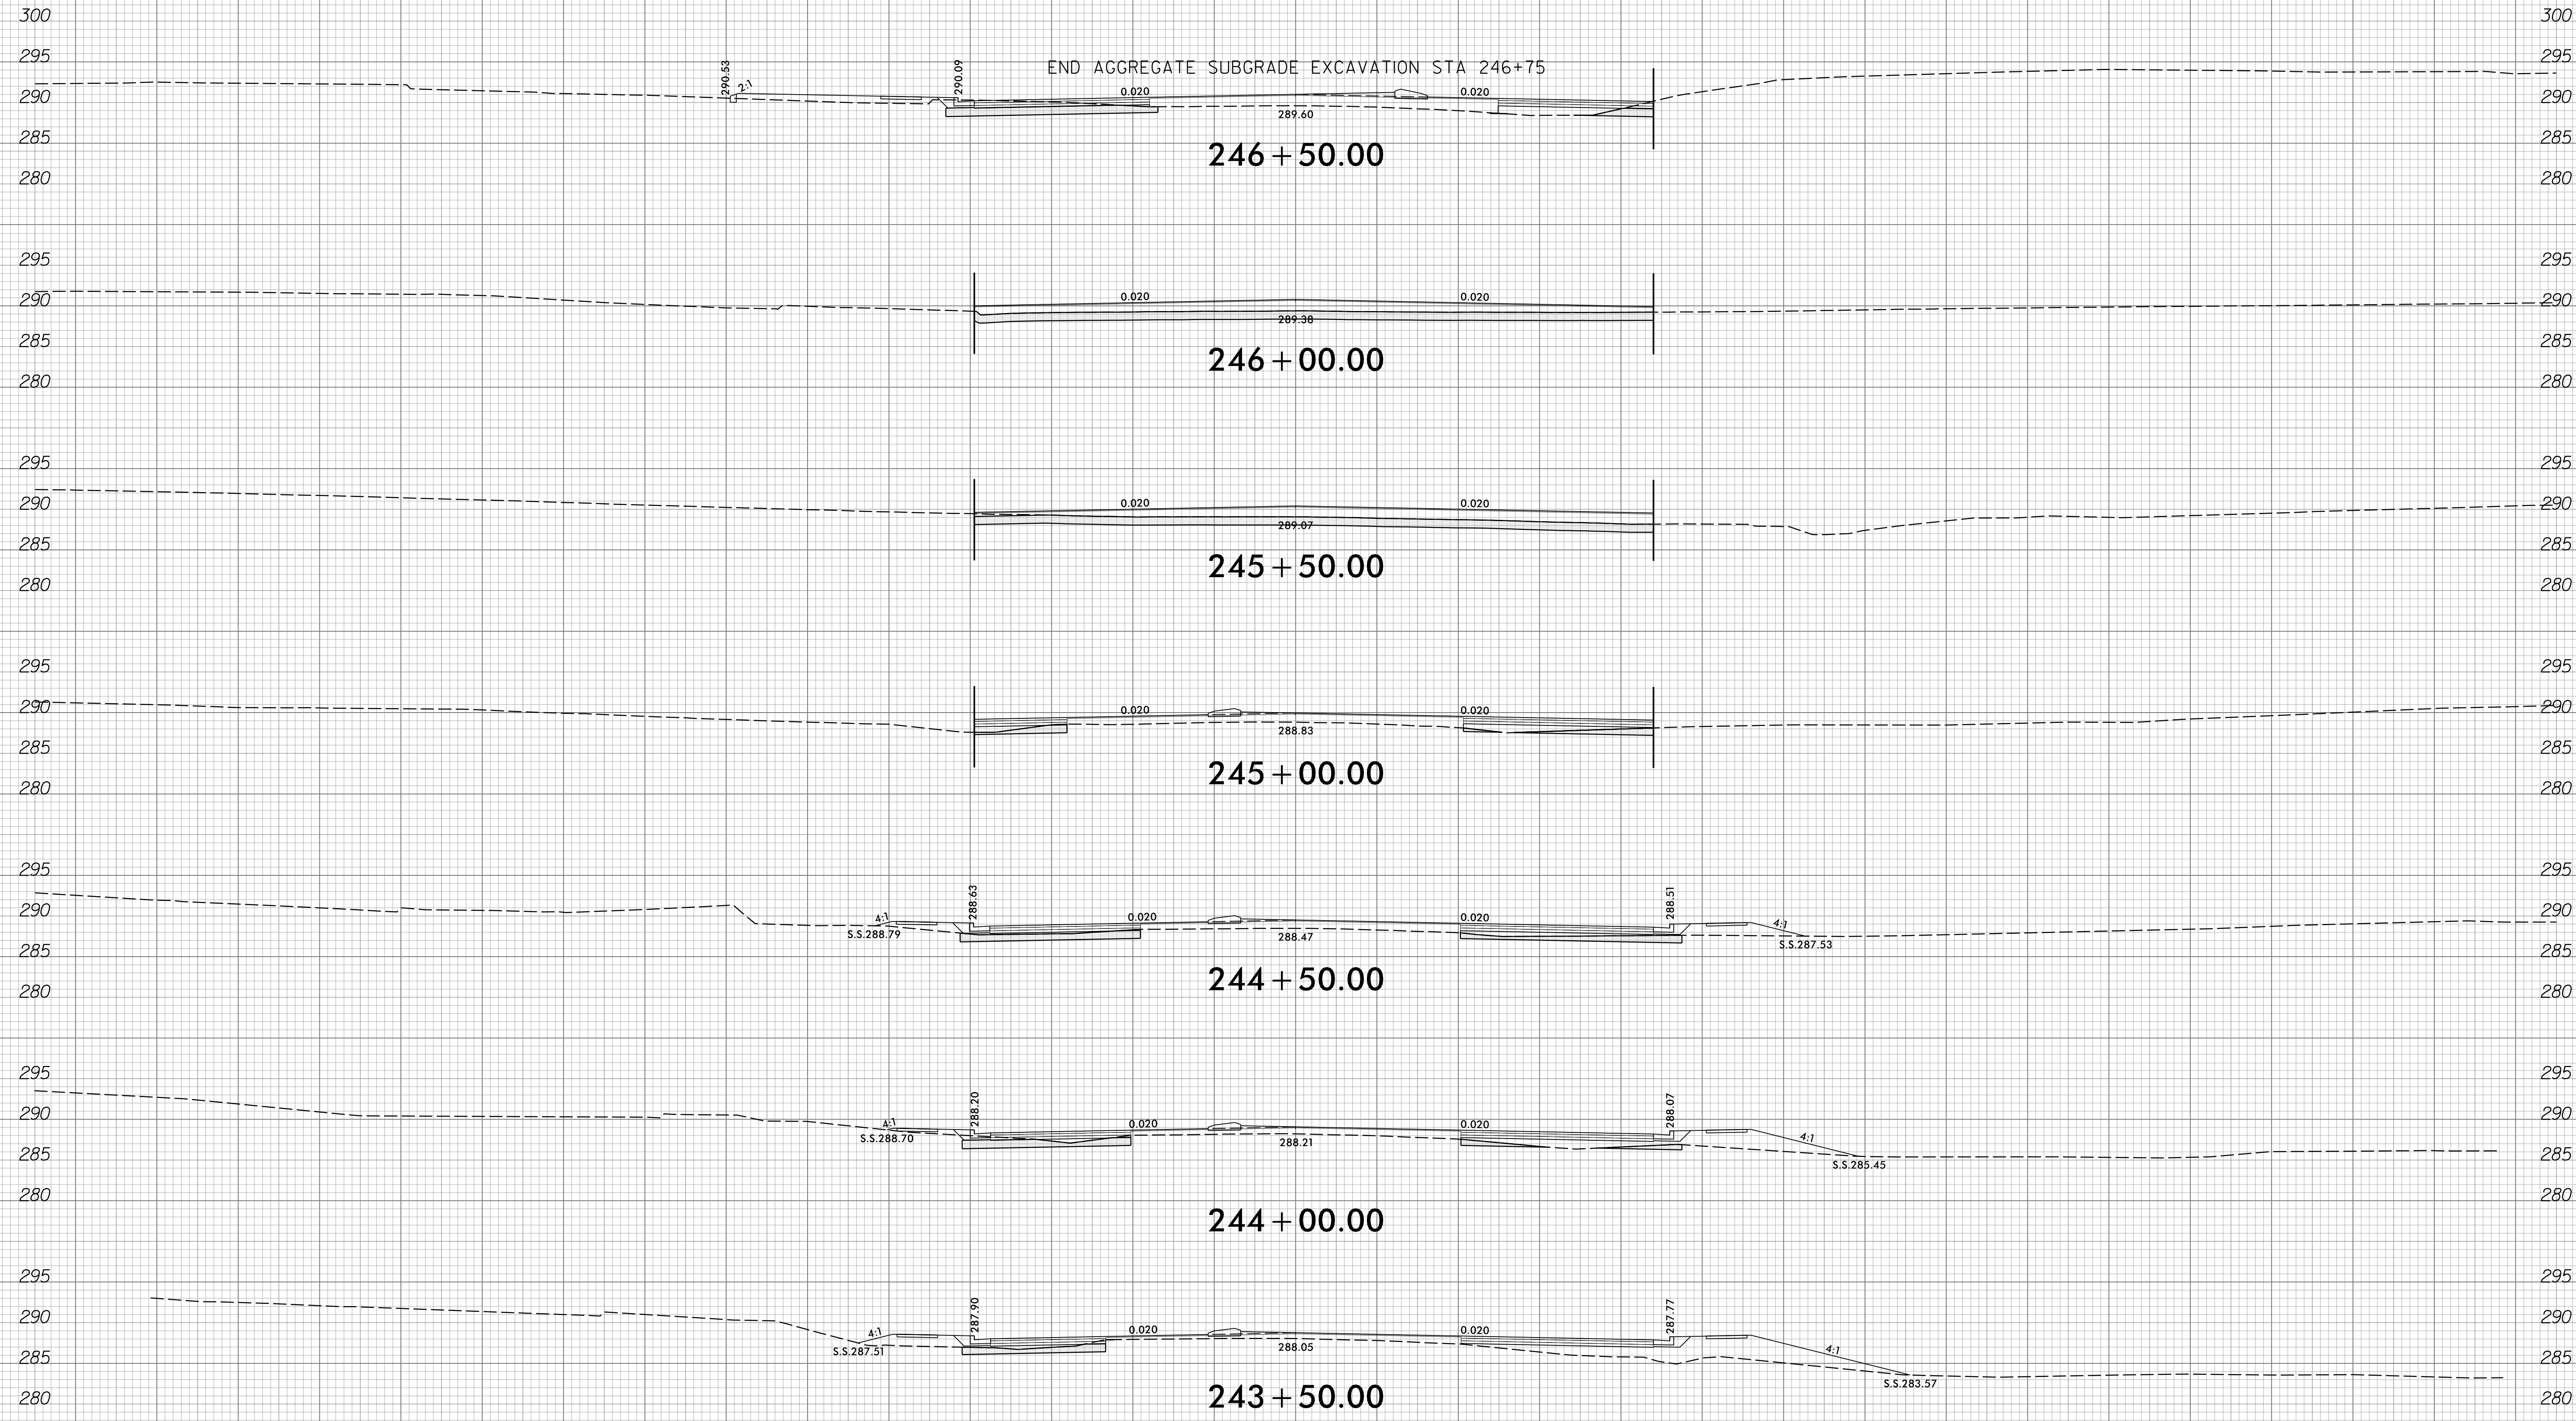 300 300
295 295
END AGGREGATE SUBGRADE EXCAVATION STA 246+75
290.53 2:1 290.09 0.020 0.020
290 290
289.60
285 285
246+50.00
280 280
295 295
290 0.020 0.020 290
289.38
285 285
246+00.00
280 280
295 295
290 0.020 0.020 290
289.07
285 285
245+50.00
280 280
295 295
290 0.020 0.020 290
288.83
285 285
245+00.00
280 280
295 295
288.63 288.51
290 4:1 0.020 0.020 4:1 290
S.S.288.79 288.47 S.S.287.53
285 285
244+50.00
280 280
295 295
288.20 288.07
290 4:1 0.020 0.020 4:1 290
S.S.288.70 288.21
285 S.S.285.45 285
280 280
244+00.00
295 295
287.90 287.77
290 290
4:1 0.020 0.020 4:1
S.S.287.51 288.05
285 285
S.S.283.57
243+50.00
280 280